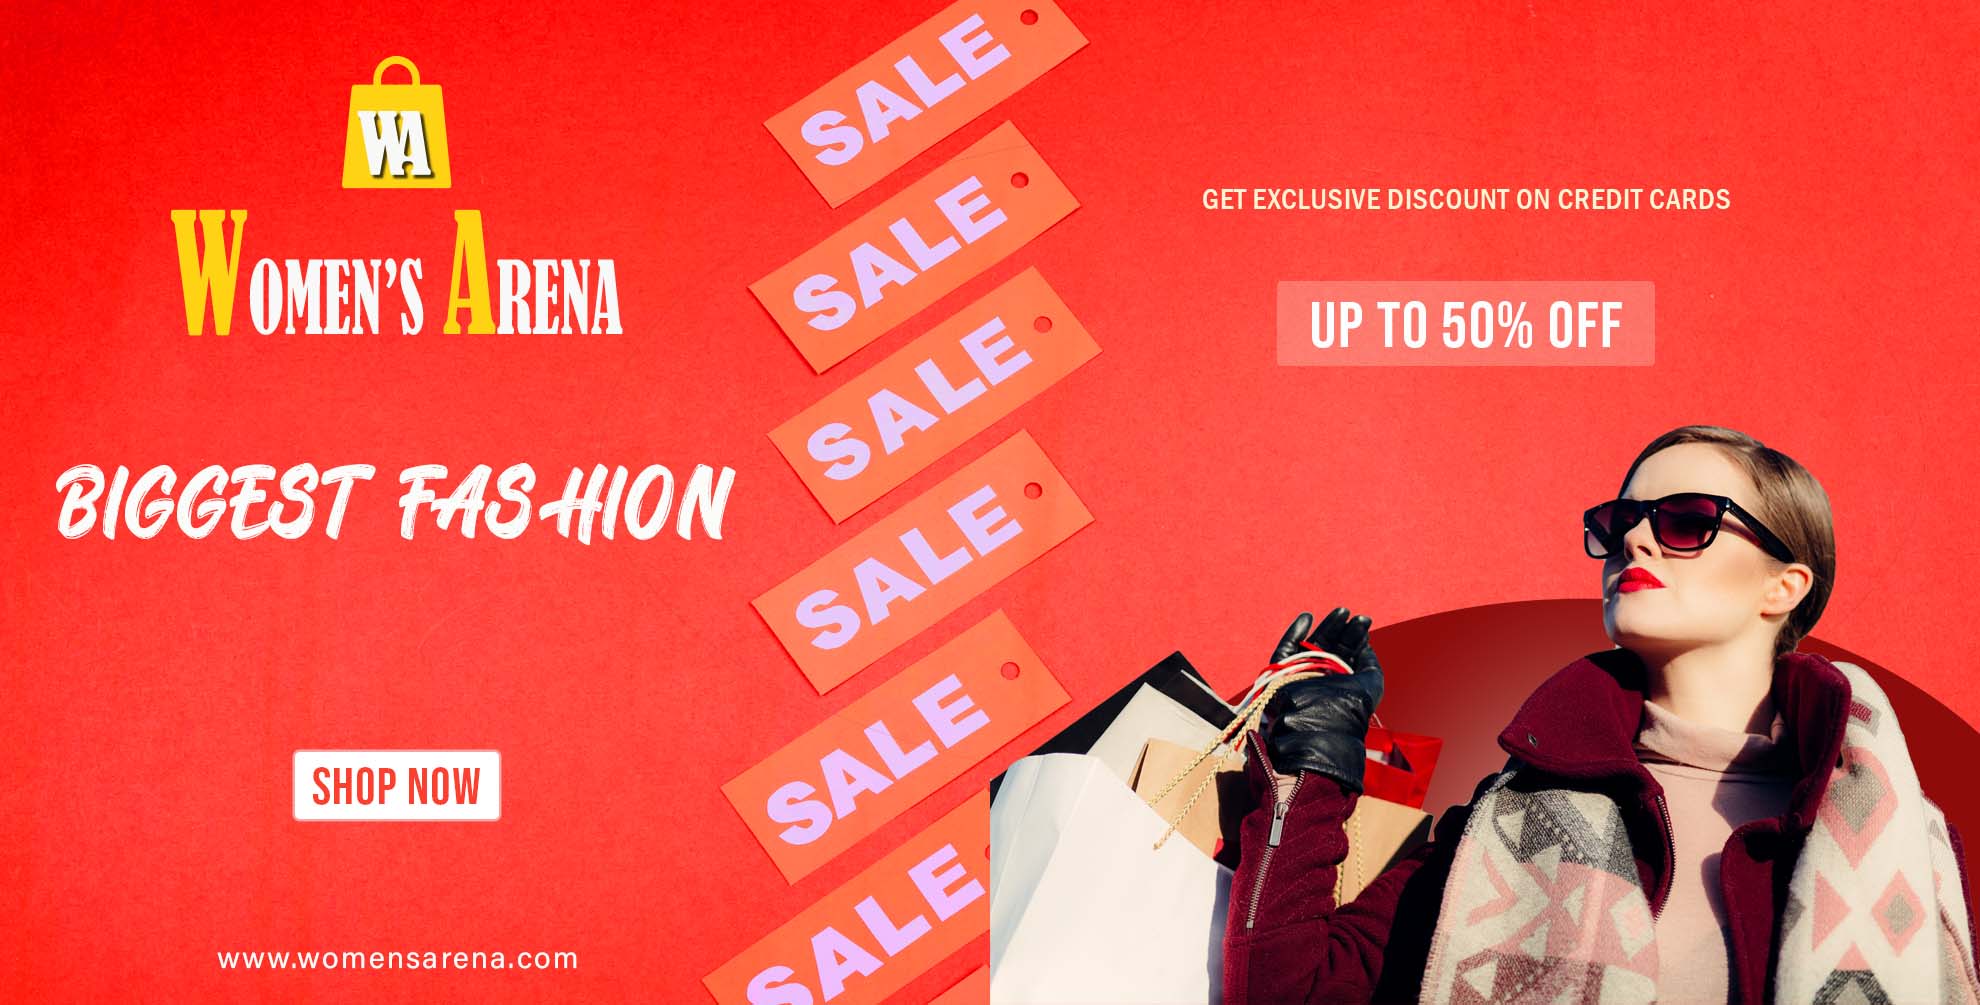 WA
WOMEN'S ARENA
BIGGEST FASHION
SHOP NOW
www.womensarena.com
SALE
SALE
SALE
SALE
SALE
SALE
GET EXCLUSIVE DISCOUNT ON CREDIT CARDS
UP TO 50% OFF